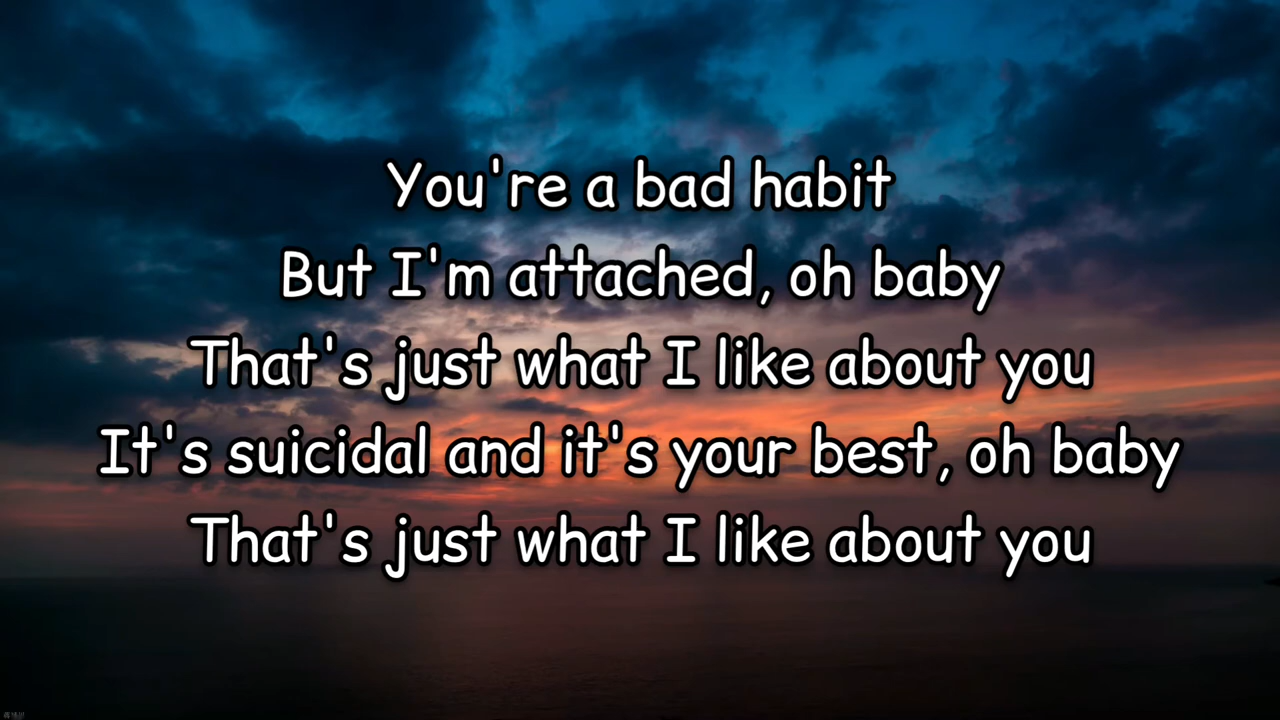 You're a bad habit
But I'm attached, oh baby
That's just what I like about you
It's suicidal and it's your best, oh baby
That's just what I like about you